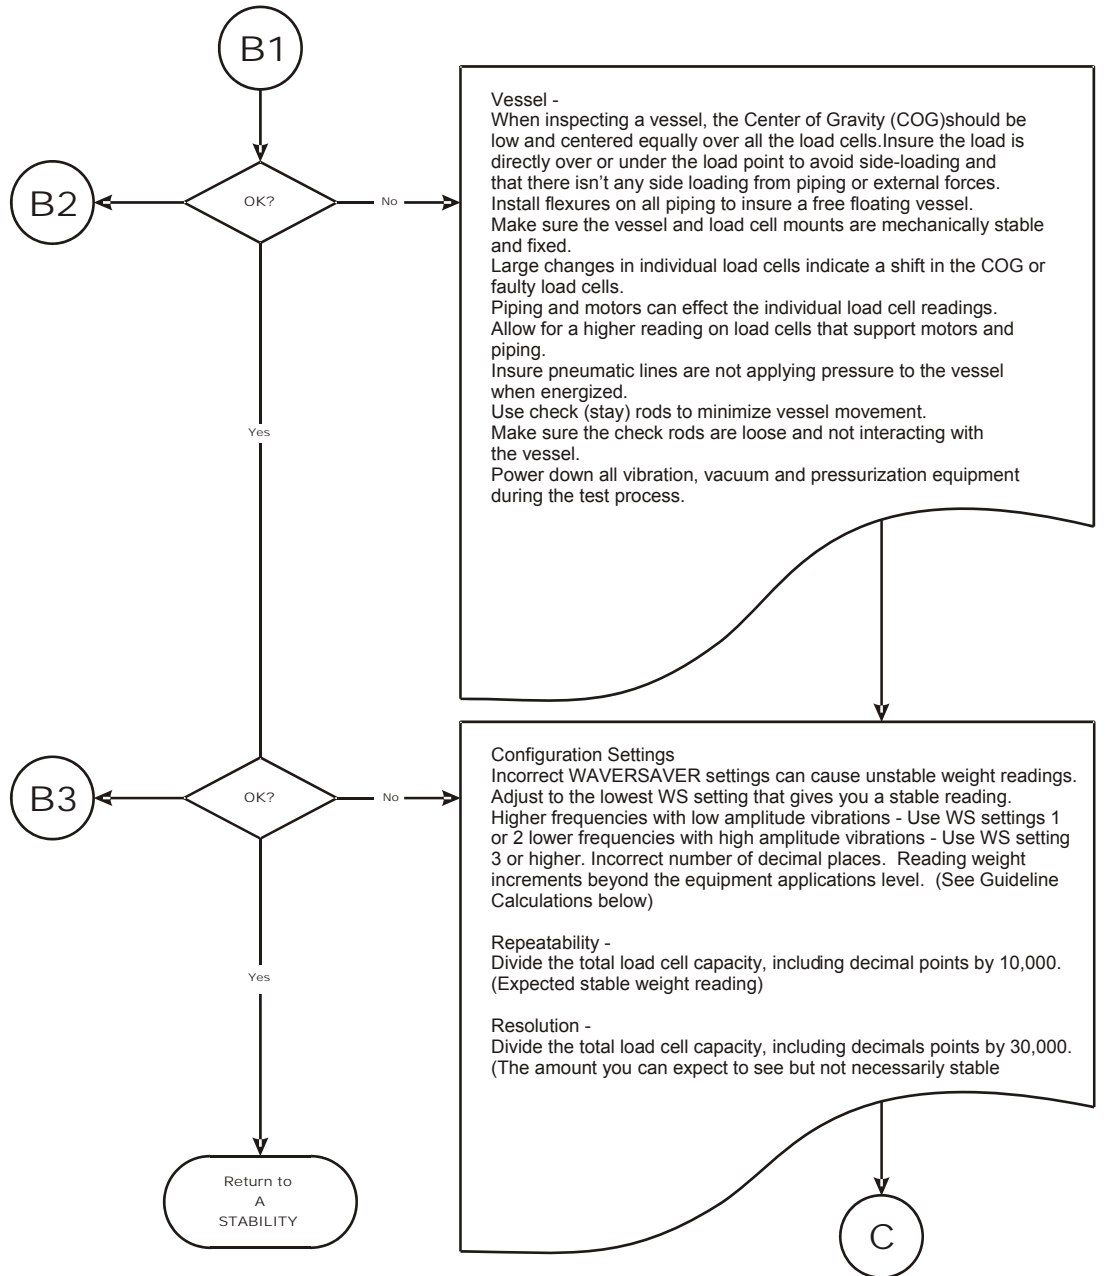 B1
Vessel -
When inspecting a vessel, the Center of Gravity (COG)should be
low and centered equally over all the load cells.Insure the load is
directly over or under the load point to avoid side-loading and
that there isn't any side loading from piping or external forces.
Install flexures on all piping to insure a free floating vessel.
Make sure the vessel and load cell mounts are mechanically stable
and fixed.
Large changes in individual load cells indicate a shift in the COG or
faulty load cells.
Piping and motors can effect the individual load cell readings.
Allow for a higher reading on load cells that support motors and
piping.
Insure pneumatic lines are not applying pressure to the vessel
when energized.
Use check (stay) rods to minimize vessel movement.
Make sure the check rods are loose and not interacting with
the vessel.
Power down all vibration, vacuum and pressurization equipment
during the test process.
B2
OK?
No
Yes
B3
OK?
No
Configuration Settings
Incorrect WAVERSAVER settings can cause unstable weight readings.
Adjust to the lowest WS setting that gives you a stable reading.
Higher frequencies with low amplitude vibrations - Use WS settings 1
or 2 lower frequencies with high amplitude vibrations - Use WS setting
3 or higher. Incorrect number of decimal places.  Reading weight
increments beyond the equipment applications level.  (See Guideline
Calculations below)
Repeatability -
Divide the total load cell capacity, including decimal points by 10,000.
(Expected stable weight reading)
Resolution -
Divide the total load cell capacity, including decimals points by 30,000.
(The amount you can expect to see but not necessarily stable
Yes
Return to
A
STABILITY
C